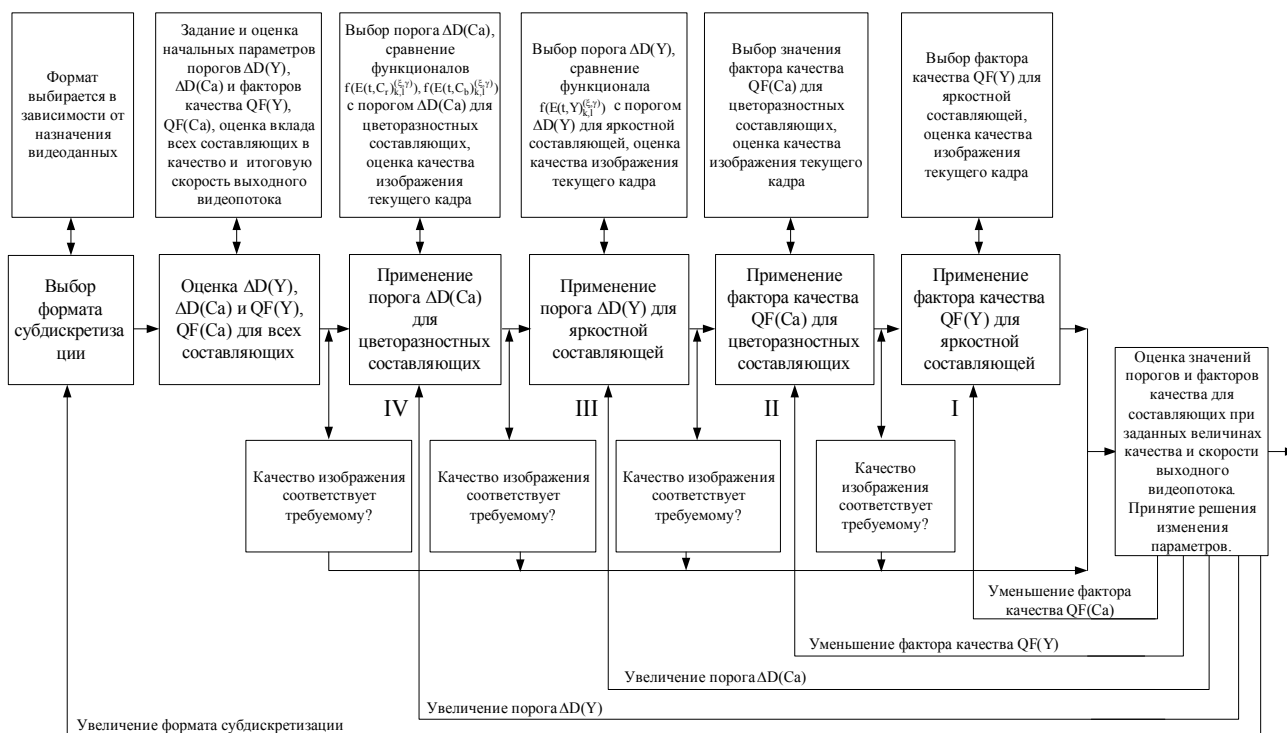 Формат
выбирается в
зависимости от
назначения
видеоданных
Задание и оценка
начальных параметров
порогов ΔD(Y),
ΔD(Ca) и факторов
качества QF(Y),
QF(Ca), оценка вклада
всех составляющих в
качество и итоговую
скорость выходного
видеопотока
Выбор порога ΔD(Ca),
сравнение
функционалов
f(E(t,C_r)_{k,l}^{(ξ,γ)}), f(E(t,C_b)_{k,l}^{(ξ,γ)})
с порогом ΔD(Ca) для
цветоразностных
составляющих,
оценка качества
изображения
текущего кадра
Выбор порога ΔD(Y),
сравнение
функционала
f(E(t,Y)_{k,l}^{(ξ,γ)}) с порогом
ΔD(Y) для яркостной
составляющей, оценка
качества изображения
текущего кадра
Выбор значения
фактора качества
QF(Ca) для
цветоразностных
составляющих,
оценка качества
изображения текущего
кадра
Выбор фактора
качества QF(Y) для
яркостной
составляющей,
оценка качества
изображения
текущего кадра
Выбор
формата
субдискретиза
ции
Оценка ΔD(Y),
ΔD(Ca) и QF(Y),
QF(Ca) для всех
составляющих
Применение
порога ΔD(Ca)
для
цветоразностных
составляющих
Применение
порога ΔD(Y) для
яркостной
составляющей
Применение
фактора качества
QF(Ca) для
цветоразностных
составляющих
Применение
фактора качества
QF(Y) для
яркостной
составляющей
Оценка значений
порогов и факторов
качества для
составляющих при
заданных величинах
качества и скорости
выходного
видеопотока.
Принятие решения
изменения
параметров.
IV
III
II
I
Качество изображения
соответствует
требуемому?
Качество изображения
соответствует
требуемому?
Качество изображения
соответствует
требуемому?
Качество
изображения
соответствует
требуемому?
Уменьшение фактора
качества QF(Ca)
Уменьшение фактора качества QF(Y)
Увеличение порога ΔD(Ca)
Увеличение порога ΔD(Y)
Увеличение формата субдискретизации